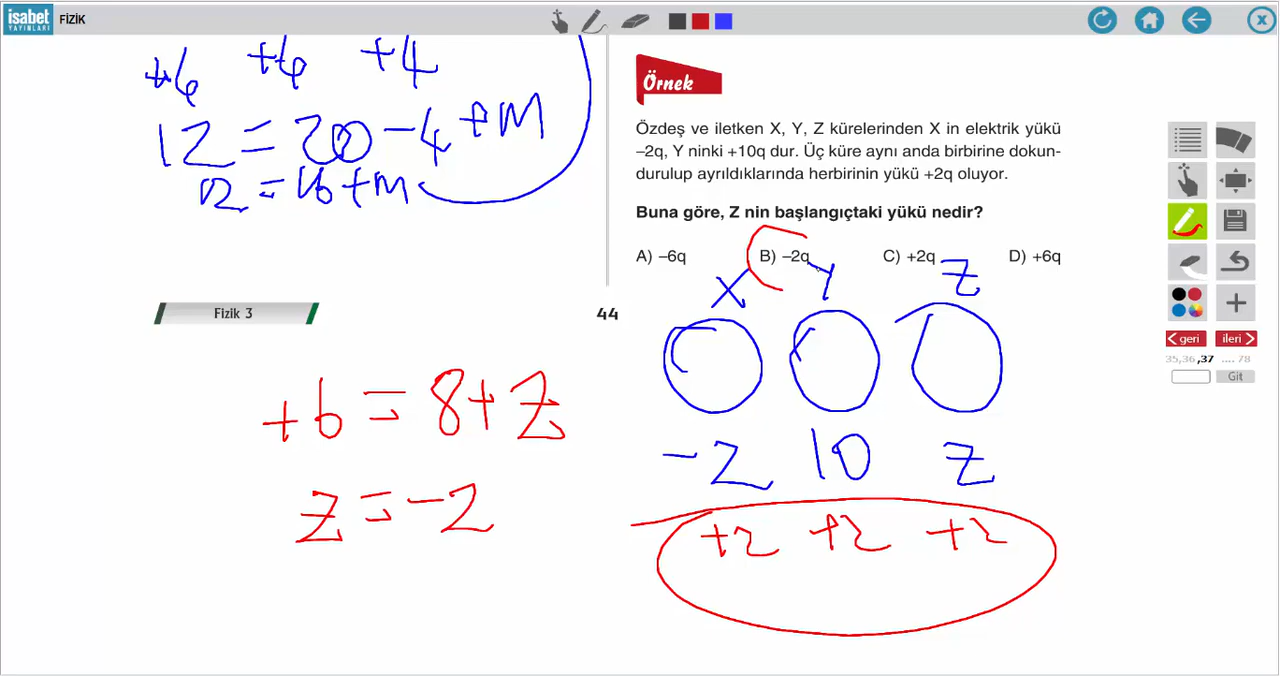 isabet
YAYINLARI
FİZİK
+6 +6 +4
12 = 20 - 4 + M
12 = 16 + M
Fizik 3
44
+6 = 8 + Z
Z = -2
Örnek
Özdeş ve iletken X, Y, Z kürelerinden X in elektrik yükü
–2q, Y ninki +10q dur. Üç küre aynı anda birbirine dokun-
durulup ayrıldıklarında herbirinin yükü +2q oluyor.
Buna göre, Z nin başlangıçtaki yükü nedir?
A) –6q B) –2q C) +2q D) +6q
X Y Z
-2 10 Z
+2 +2 +2
geri ileri
35,36,37 .... 78
Git